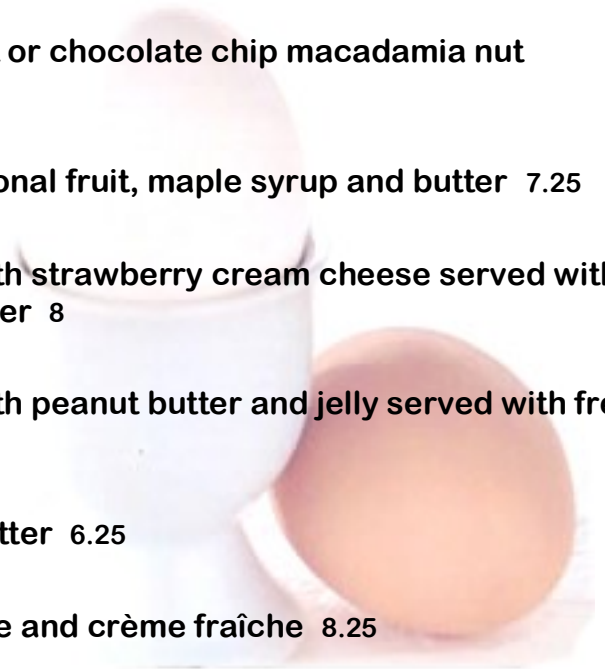 or chocolate chip macadamia nut
onal fruit, maple syrup and butter 7.25
th strawberry cream cheese served with
er 8
th peanut butter and jelly served with fre
tter 6.25
e and crème fraîche 8.25